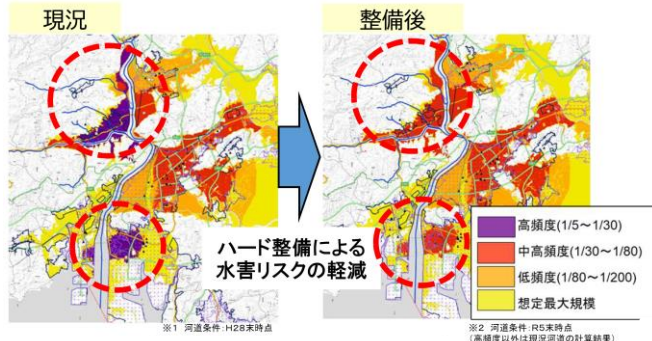 現況
整備後
ハード整備による
水害リスクの軽減
高頻度(1/5～1/30)
中高頻度(1/30～1/80)
低頻度(1/80～1/200)
想定最大規模
※1 河道条件:H28末時点
※2 河道条件:R5末時点
(高頻度以外は現況河道の計算結果)